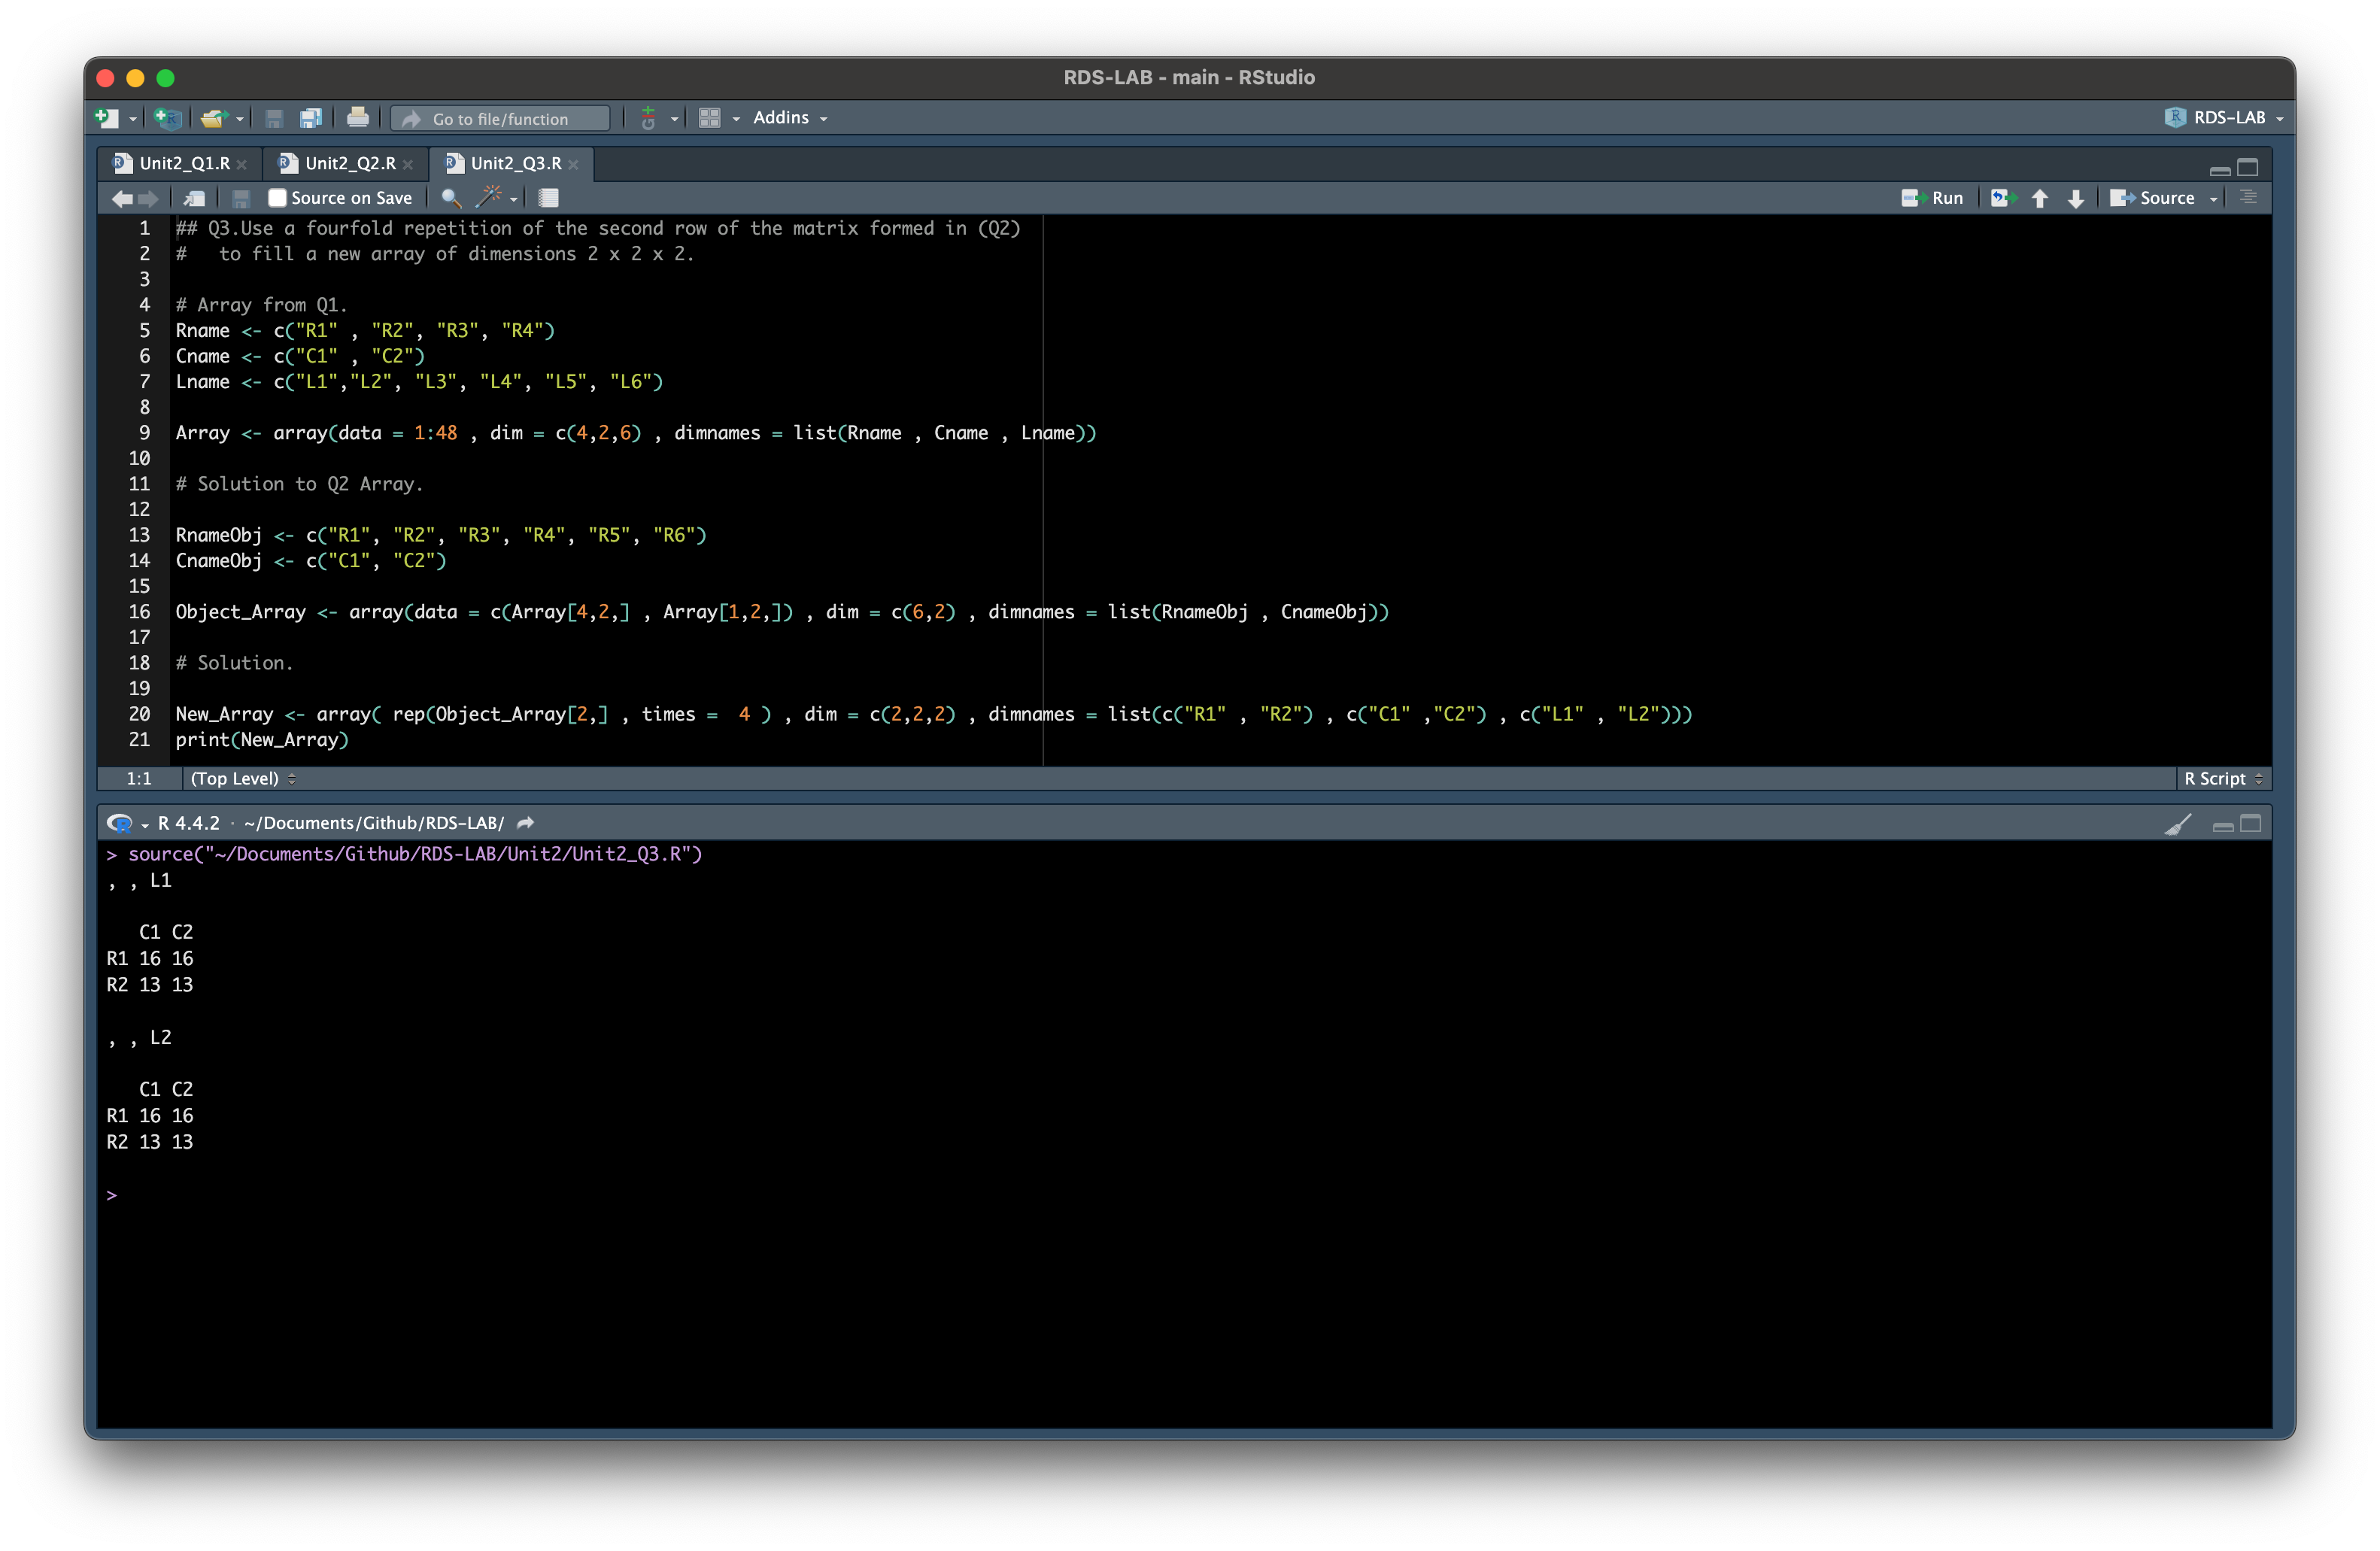 RDS-LAB - main - RStudio
Go to file/function
Addins
RDS-LAB
Unit2_Q1.R
Unit2_Q2.R
Unit2_Q3.R
Source on Save
Run
Source
1 ## Q3.Use a fourfold repetition of the second row of the matrix formed in (Q2)
2 #   to fill a new array of dimensions 2 x 2 x 2.
3
4 # Array from Q1.
5 Rname <- c("R1" , "R2", "R3", "R4")
6 Cname <- c("C1" , "C2")
7 Lname <- c("L1","L2", "L3", "L4", "L5", "L6")
8
9 Array <- array(data = 1:48 , dim = c(4,2,6) , dimnames = list(Rname , Cname , Lname))
10
11 # Solution to Q2 Array.
12
13 RnameObj <- c("R1", "R2", "R3", "R4", "R5", "R6")
14 CnameObj <- c("C1", "C2")
15
16 Object_Array <- array(data = c(Array[4,2,] , Array[1,2,]) , dim = c(6,2) , dimnames = list(RnameObj , CnameObj))
17
18 # Solution.
19
20 New_Array <- array( rep(Object_Array[2,] , times =  4 ) , dim = c(2,2,2) , dimnames = list(c("R1" , "R2") , c("C1" ,"C2") , c("L1" , "L2")))
21 print(New_Array)
1:1 (Top Level)
R Script
R 4.4.2 · ~/Documents/Github/RDS-LAB/
> source("~/Documents/Github/RDS-LAB/Unit2/Unit2_Q3.R")
, , L1
   C1 C2
R1 16 16
R2 13 13
, , L2
   C1 C2
R1 16 16
R2 13 13
>